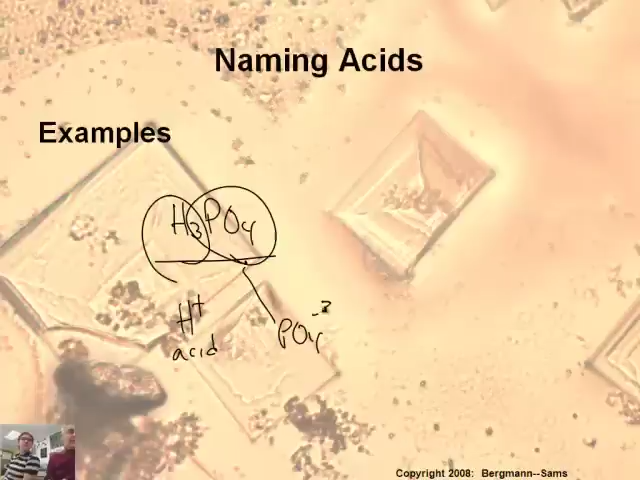 Naming Acids
Examples
H₃PO₄
H⁺
PO₄⁻³
acid
Copyright 2008: Bergmann--Sams